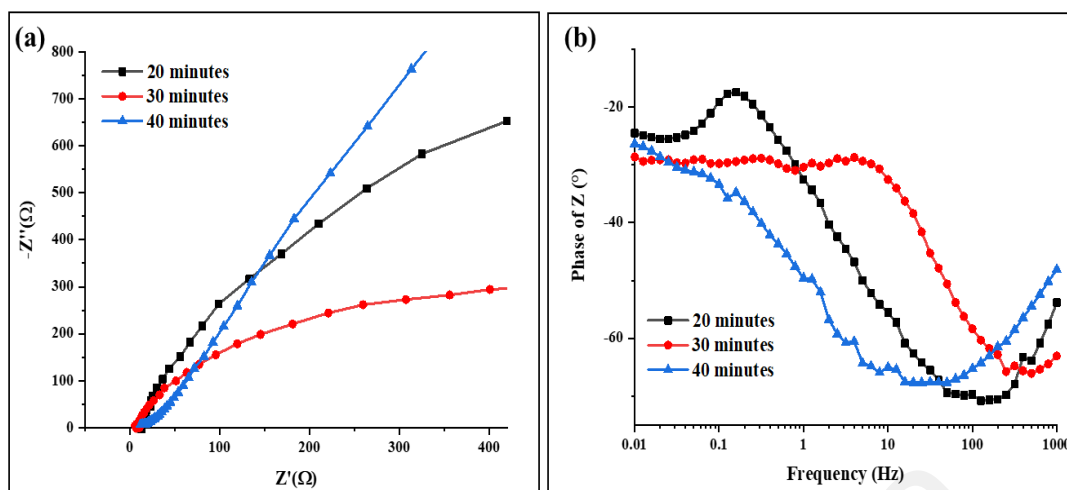 (a)
800
700
600
500
400
300
200
100
0
-Z''(Ω)
20 minutes
30 minutes
40 minutes
0
100
200
300
400
Z'(Ω)
(b)
-20
-40
-60
Phase of Z (°)
20 minutes
30 minutes
40 minutes
0.01
0.1
1
10
100
1000
Frequency (Hz)